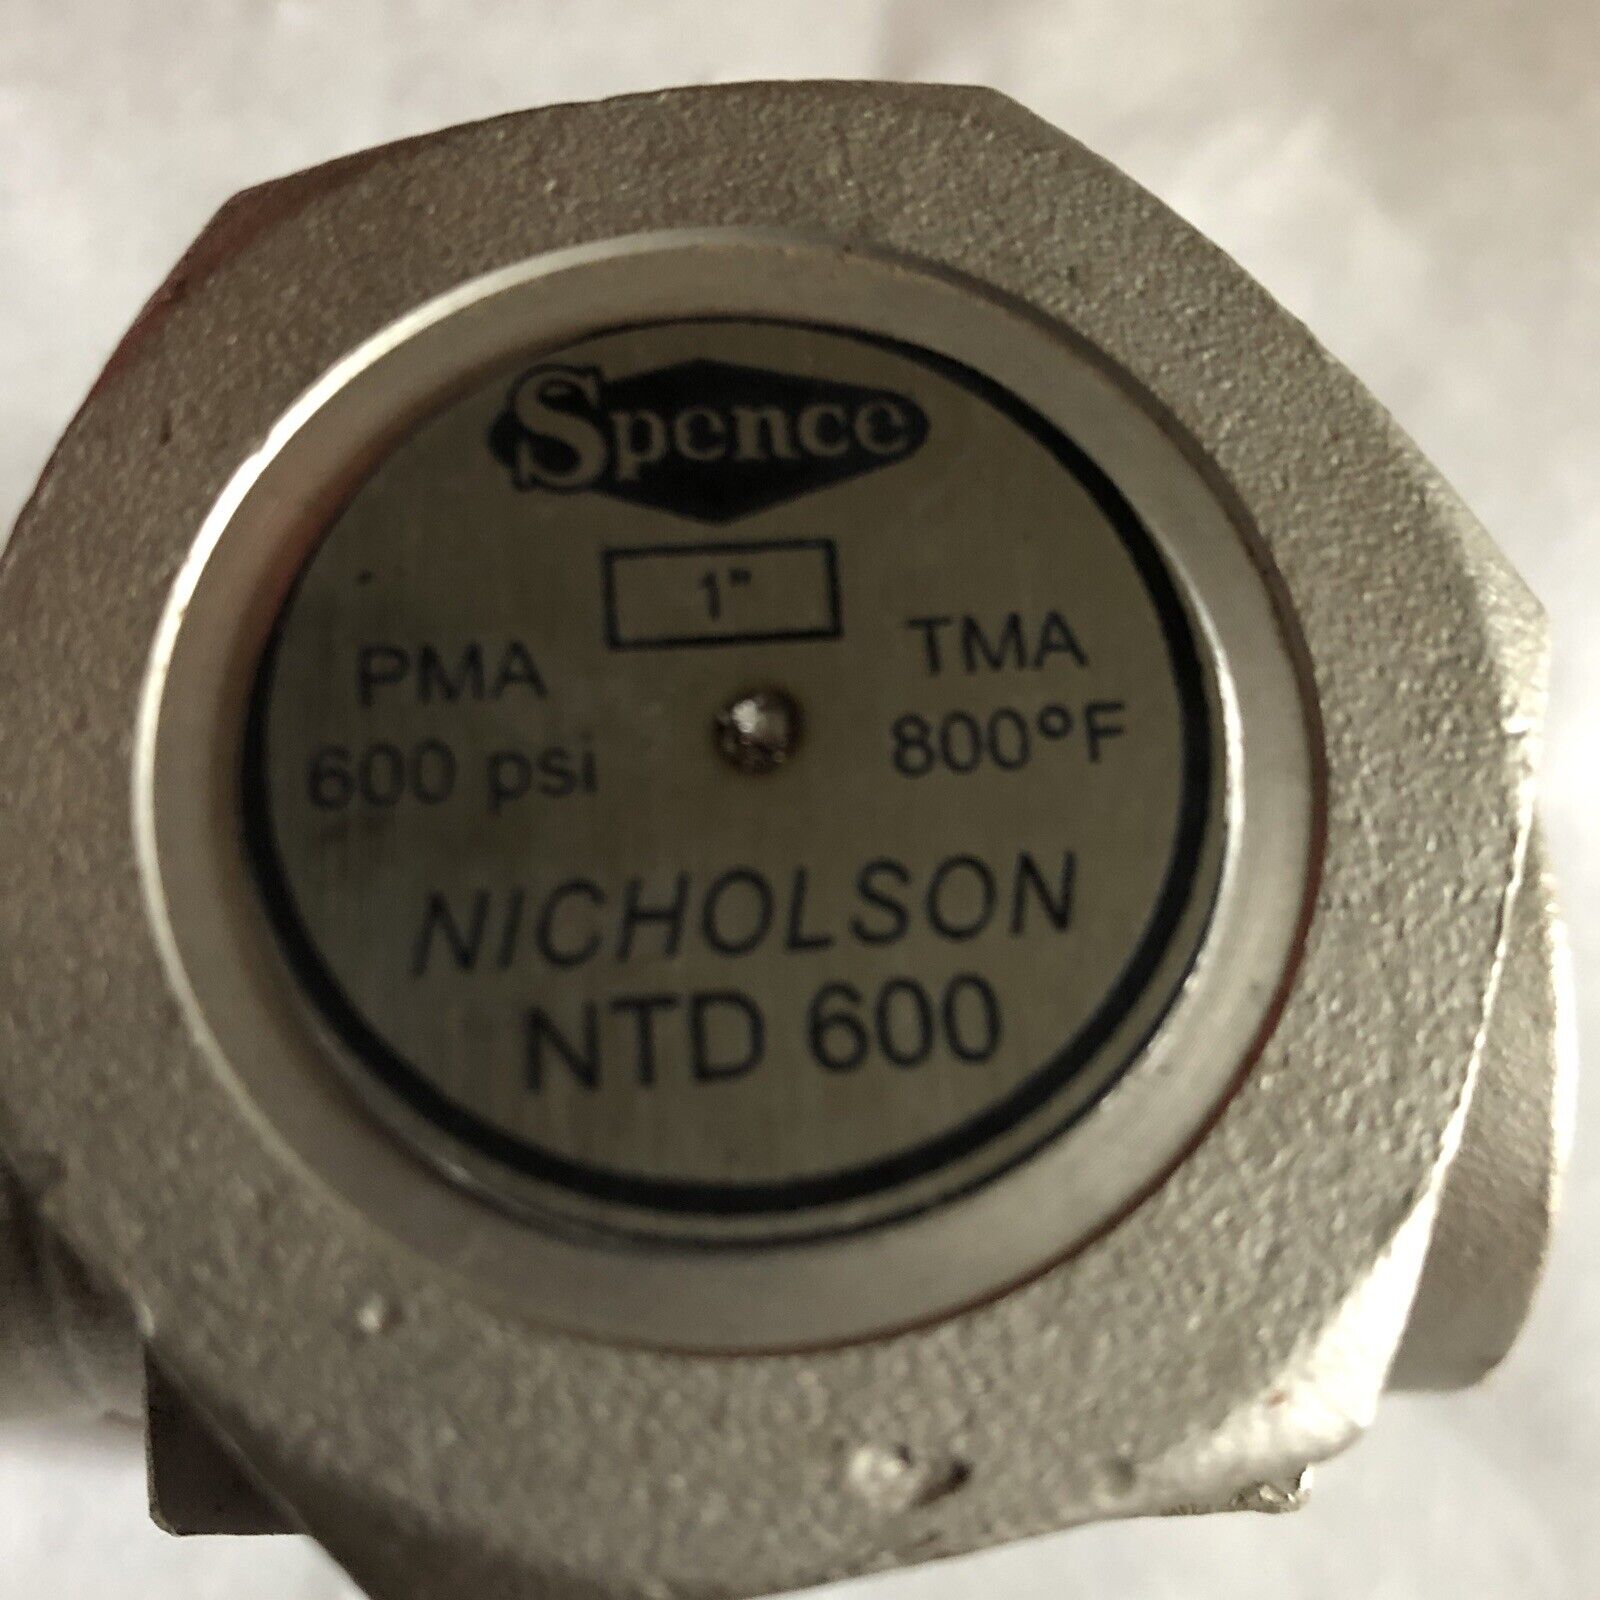 Spence
1"
PMA
600 psi
TMA
800°F
NICHOLSON
NTD 600